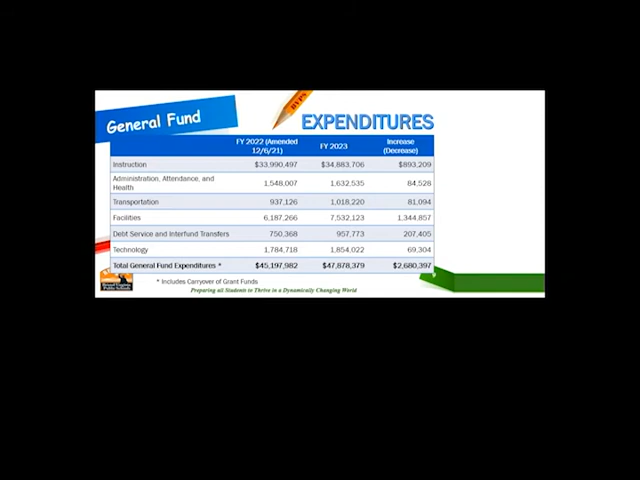 General Fund
BVPS
EXPENDITURES
FY 2022 (Amended 12/6/21) FY 2023 Increase (Decrease)
Instruction $33,990,497 $34,883,706 $893,209
Administration, Attendance, and Health 1,548,007 1,632,535 84,528
Transportation 937,126 1,018,220 81,094
Facilities 6,187,266 7,532,123 1,344,857
Debt Service and Interfund Transfers 750,368 957,773 207,405
Technology 1,784,718 1,854,022 69,304
Total General Fund Expenditures * $45,197,982 $47,878,379 $2,680,397
* Includes Carryover of Grant Funds
Bristol Virginia
Public Schools
Preparing all Students to Thrive in a Dynamically Changing World